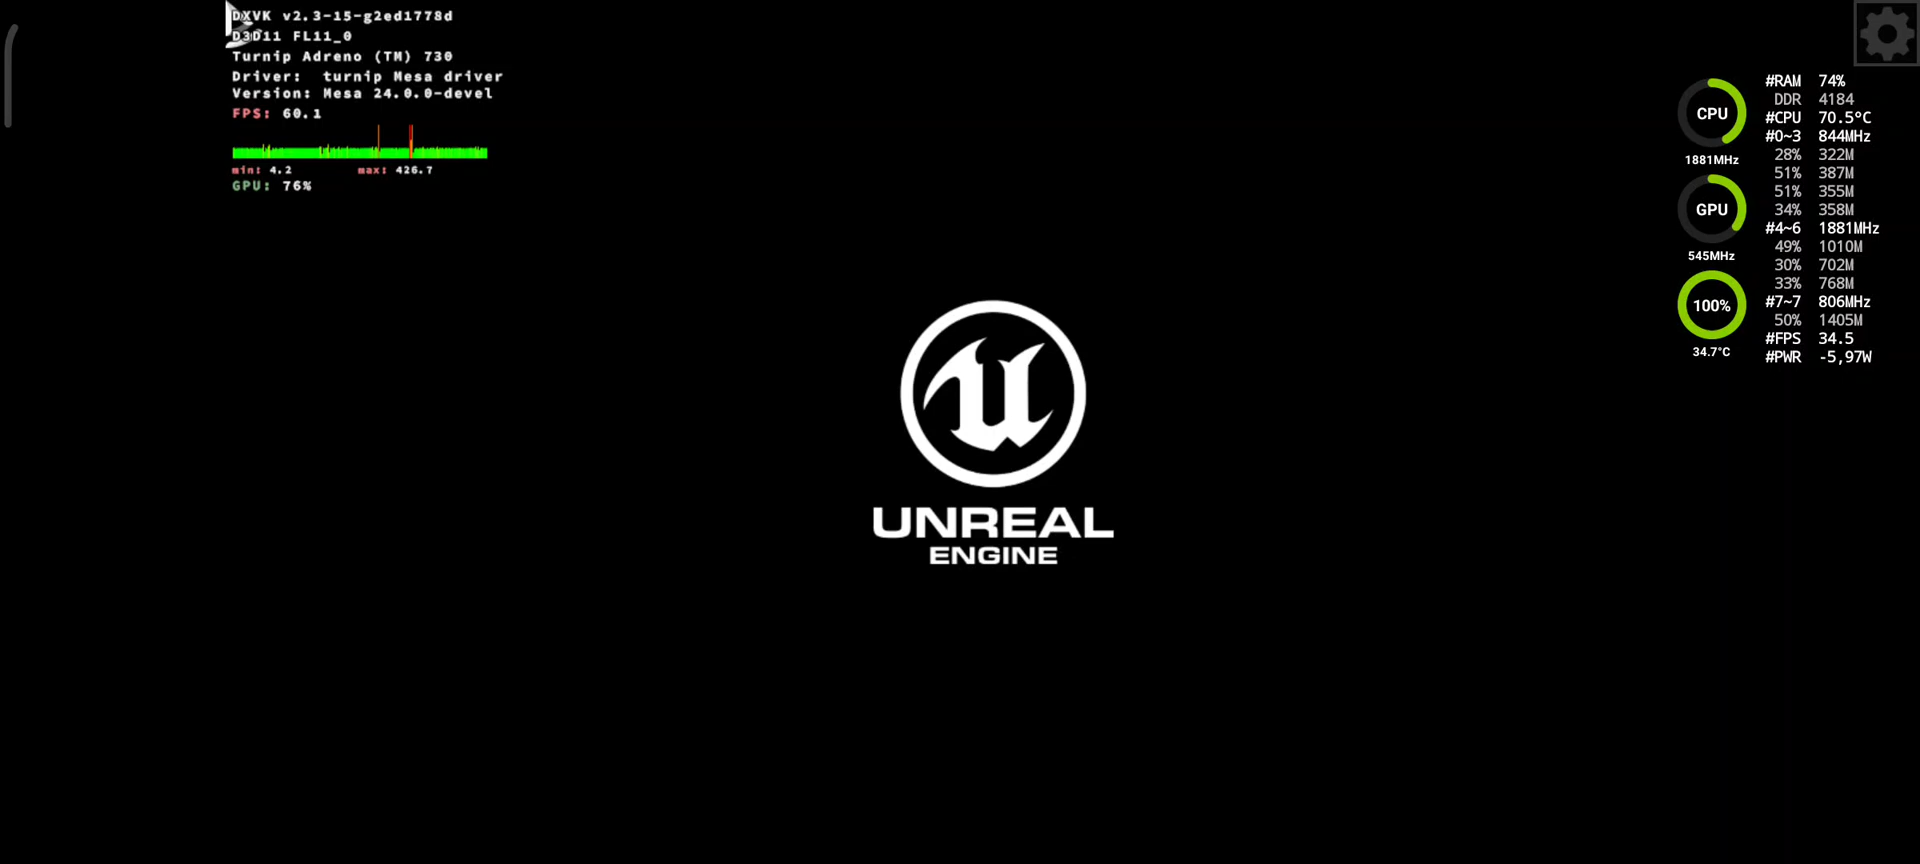 DXVK v2.3-15-g2ed1778d
D3D11 FL11_0
Turnip Adreno (TM) 730
Driver:  turnip Mesa driver
Version: Mesa 24.0.0-devel
FPS: 60.1
min: 4.2 max: 426.7
GPU: 76%
UNREAL
ENGINE
CPU
1881MHz
GPU
545MHz
100%
34.7°C
#RAM 74%
DDR 4184
#CPU 70.5°C
#0~3 844MHz
28% 322M
51% 387M
51% 355M
34% 358M
#4~6 1881MHz
49% 1010M
30% 702M
33% 768M
#7~7 806MHz
50% 1405M
#FPS 34.5
#PWR -5,97W